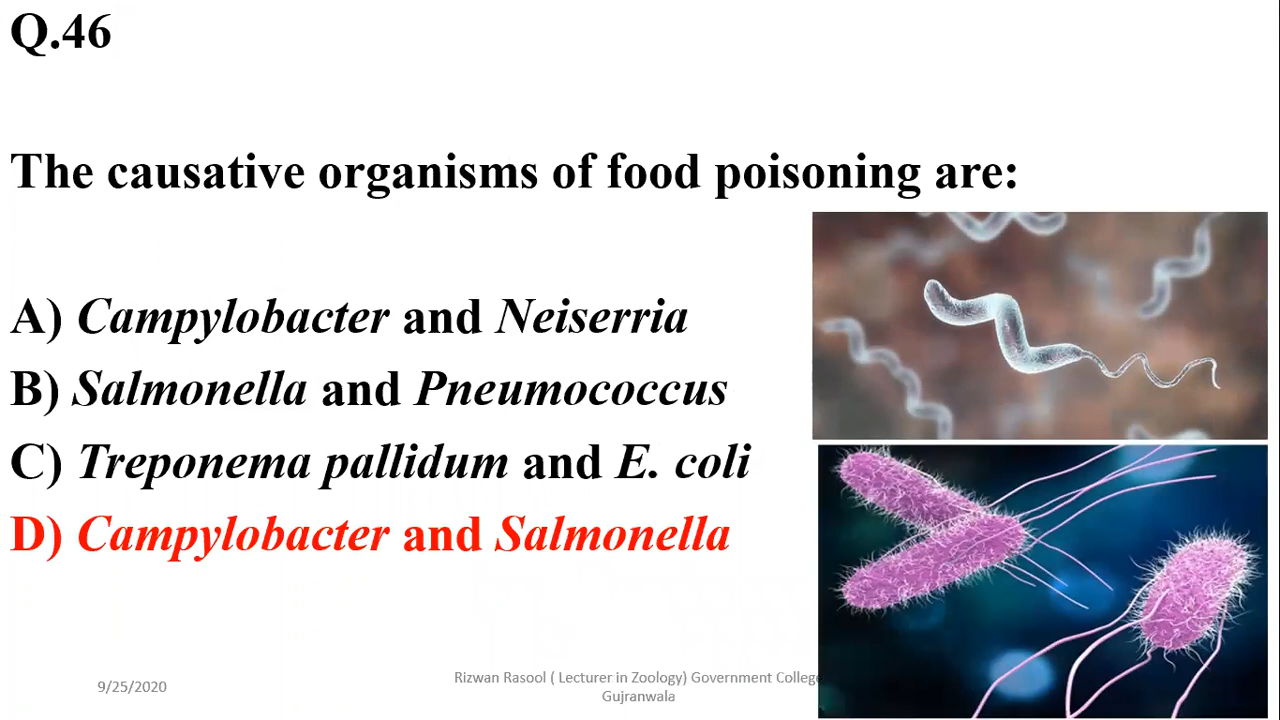 Q.46
The causative organisms of food poisoning are:
A) Campylobacter and Neiserria
B) Salmonella and Pneumococcus
C) Treponema pallidum and E. coli
D) Campylobacter and Salmonella
9/25/2020
Rizwan Rasool ( Lecturer in Zoology) Government College
Gujranwala